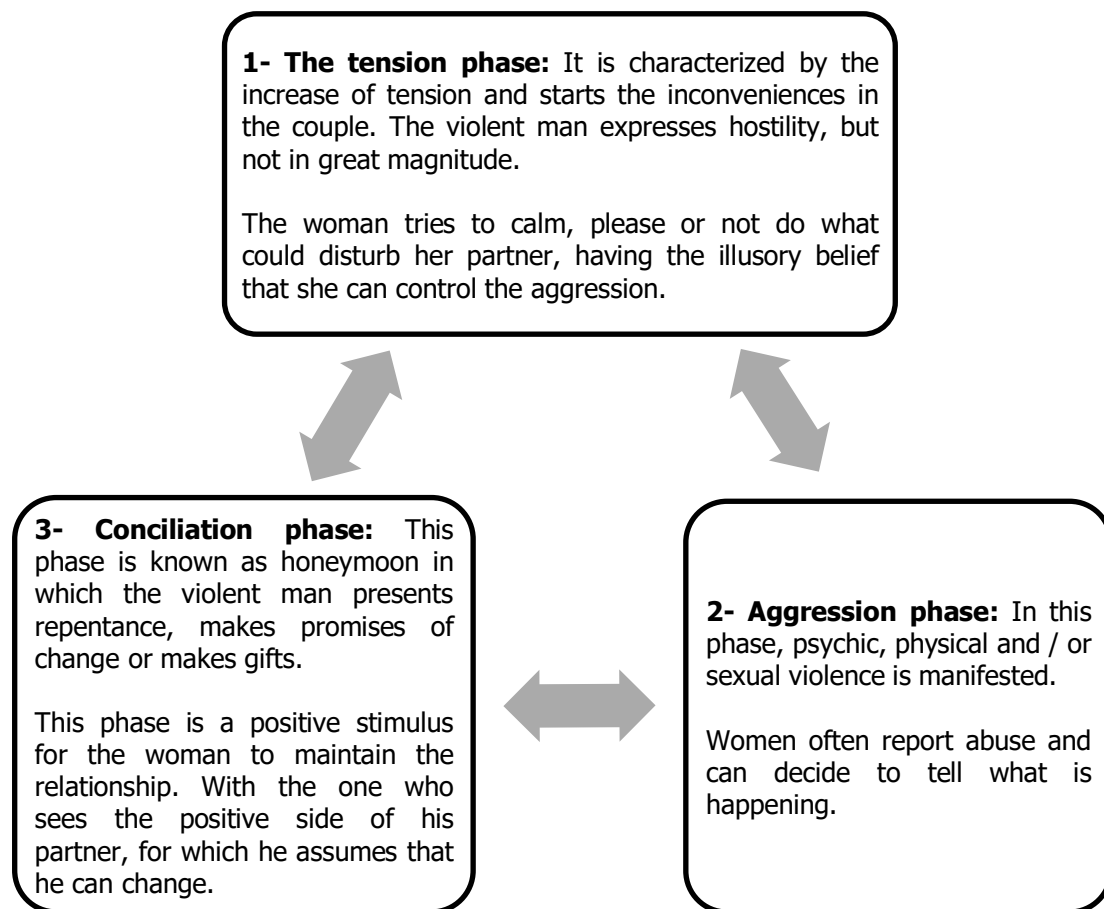 1- The tension phase: It is characterized by the
increase of tension and starts the inconveniences in
the couple. The violent man expresses hostility, but
not in great magnitude.
The woman tries to calm, please or not do what
could disturb her partner, having the illusory belief
that she can control the aggression.
3- Conciliation phase: This
phase is known as honeymoon in
which the violent man presents
repentance, makes promises of
change or makes gifts.
This phase is a positive stimulus
for the woman to maintain the
relationship. With the one who
sees the positive side of his
partner, for which he assumes that
he can change.
2- Aggression phase: In this
phase, psychic, physical and / or
sexual violence is manifested.
Women often report abuse and
can decide to tell what is
happening.